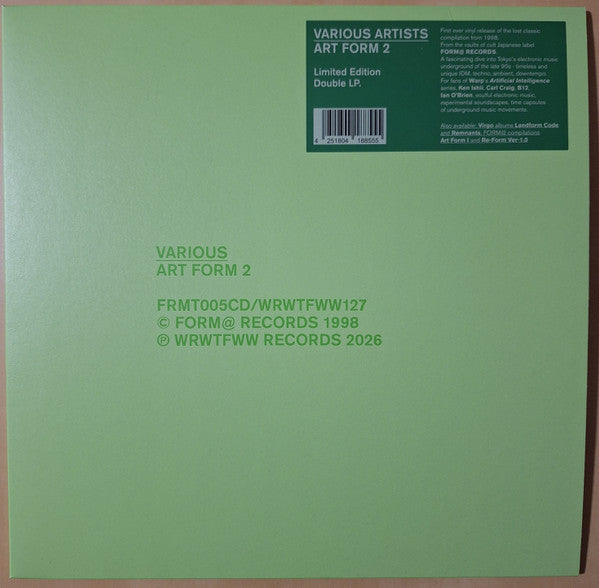 VARIOUS ARTISTS
ART FORM 2
Limited Edition
Double LP.
4 251804 188555
First ever vinyl release of the lost classic
compilation from 1998.
From the vaults of cult Japanese label
FORM@ RECORDS.
A fascinating dive into Tokyo's electronic music
underground of the late 90s - timeless and
unique IDM, techno, ambient, downtempo.
For fans of Warp's Artificial Intelligence
series, Ken Ishii, Carl Craig, B12,
Ian O'Brien, soulful electronic music,
experimental soundscapes, time capsules
of underground music movements.
Also available: Virgo albums Landform Code
and Remnants, FORM@ compilations
Art Form 1 and Re-Form Ver 1.0
VARIOUS
ART FORM 2
FRMT005CD/WRWTFWW127
© FORM@ RECORDS 1998
℗ WRWTFWW RECORDS 2026